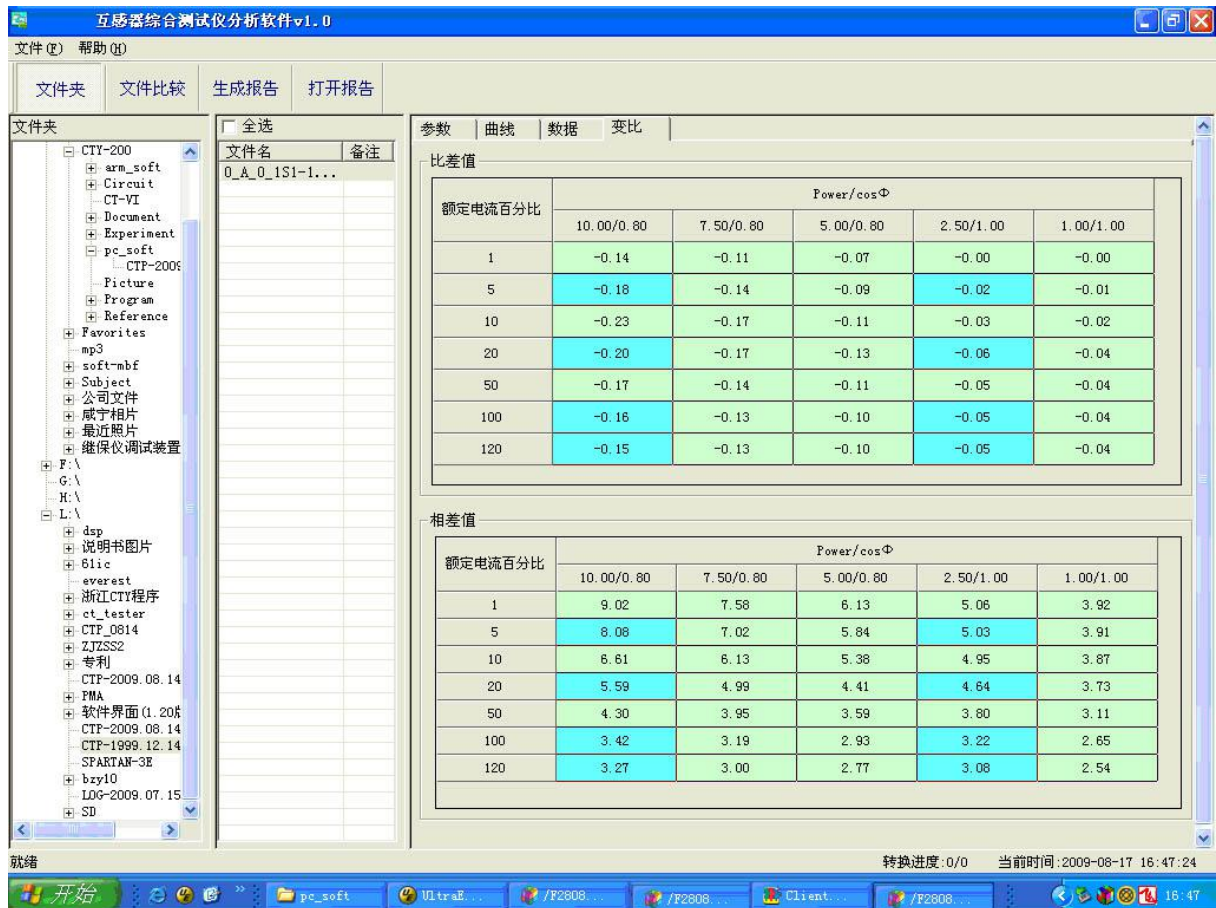 互感器综合测试仪分析软件v1.0
文件(F) 帮助(H)
文件夹 文件比较 生成报告 打开报告
文件夹
CTY-200
arm_soft
Circuit
CT-VI
Document
Experiment
pc_soft
CTP-2009
Picture
Program
Reference
Favorites
mp3
soft-mbf
Subject
公司文件
咸宁相片
最近照片
继保仪调试装置
F:\
G:\
H:\
L:\
dsp
说明书图片
61ic
everest
浙江CTY程序
ct_tester
CTP_0814
ZJZSS2
专利
CTP-2009.08.14
PMA
软件界面(1.20版
CTP-2009.08.14
CTP-1999.12.14
SPARTAN-3E
bzy10
LOG-2009.07.15
SD
全选
文件名 备注
0_A_0_1S1-1...
参数 曲线 数据 变比
比差值
额定电流百分比 Power/cosΦ
10.00/0.80 7.50/0.80 5.00/0.80 2.50/1.00 1.00/1.00
1 -0.14 -0.11 -0.07 -0.00 -0.00
5 -0.18 -0.14 -0.09 -0.02 -0.01
10 -0.23 -0.17 -0.11 -0.03 -0.02
20 -0.20 -0.17 -0.13 -0.06 -0.04
50 -0.17 -0.14 -0.11 -0.05 -0.04
100 -0.16 -0.13 -0.10 -0.05 -0.04
120 -0.15 -0.13 -0.10 -0.05 -0.04
相差值
额定电流百分比 Power/cosΦ
10.00/0.80 7.50/0.80 5.00/0.80 2.50/1.00 1.00/1.00
1 9.02 7.58 6.13 5.06 3.92
5 8.08 7.02 5.84 5.03 3.91
10 6.61 6.13 5.38 4.95 3.87
20 5.59 4.99 4.41 4.64 3.73
50 4.30 3.95 3.59 3.80 3.11
100 3.42 3.19 2.93 3.22 2.65
120 3.27 3.00 2.77 3.08 2.54
就绪 转换进度:0/0 当前时间:2009-08-17 16:47:24
开始 pc_soft UltraE... /F2808... /F2808... Client... /F2808... 16:47